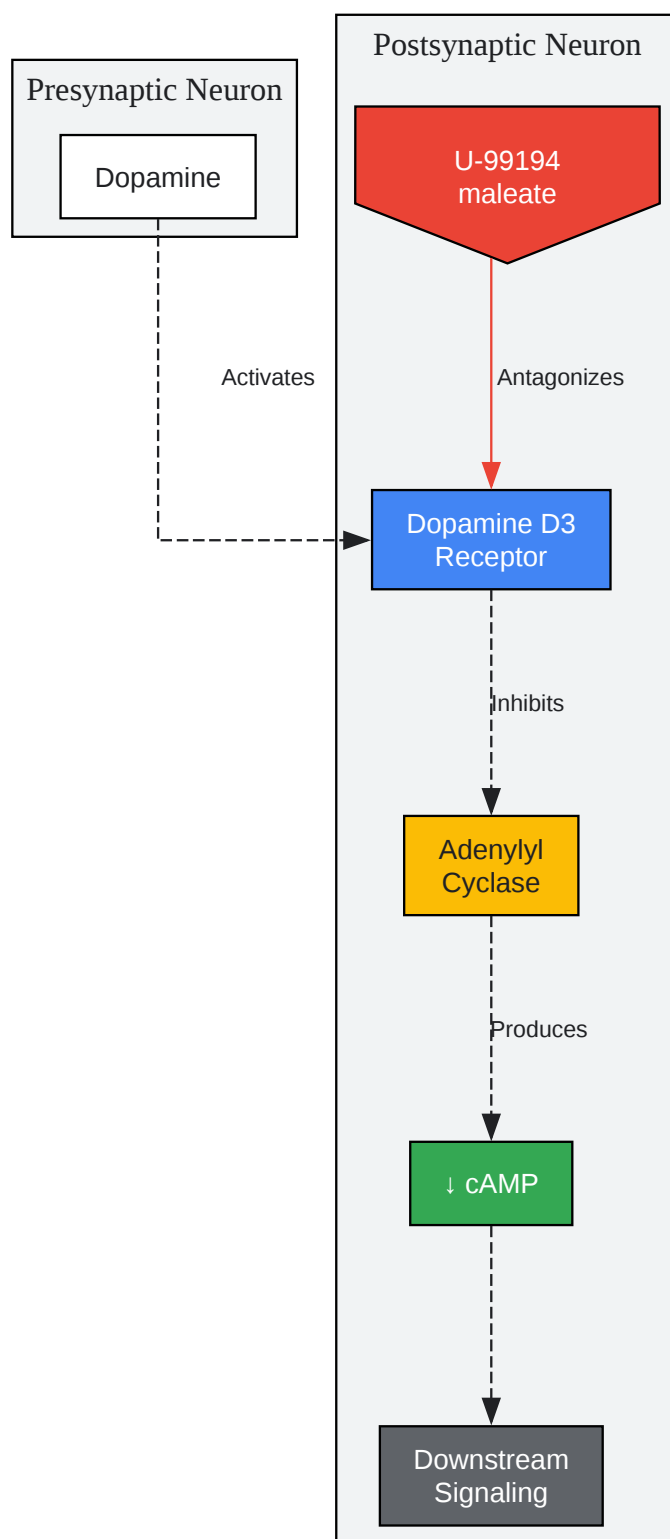 Postsynaptic Neuron
Presynaptic Neuron
Dopamine
U-99194
maleate
Activates
Antagonizes
Dopamine D3
Receptor
Inhibits
Adenylyl
Cyclase
Produces
↓ cAMP
Downstream
Signaling